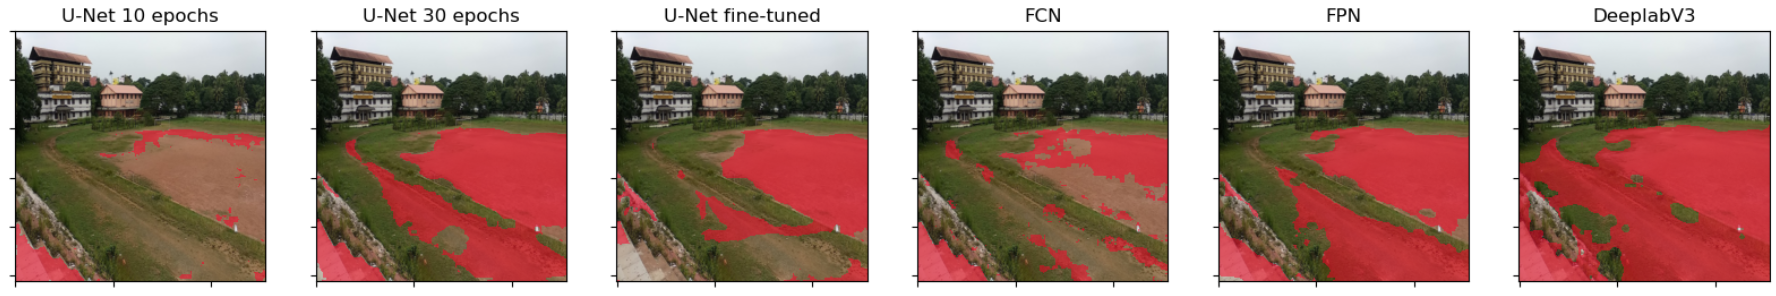 U-Net 10 epochs
U-Net 30 epochs
U-Net fine-tuned
FCN
FPN
DeeplabV3